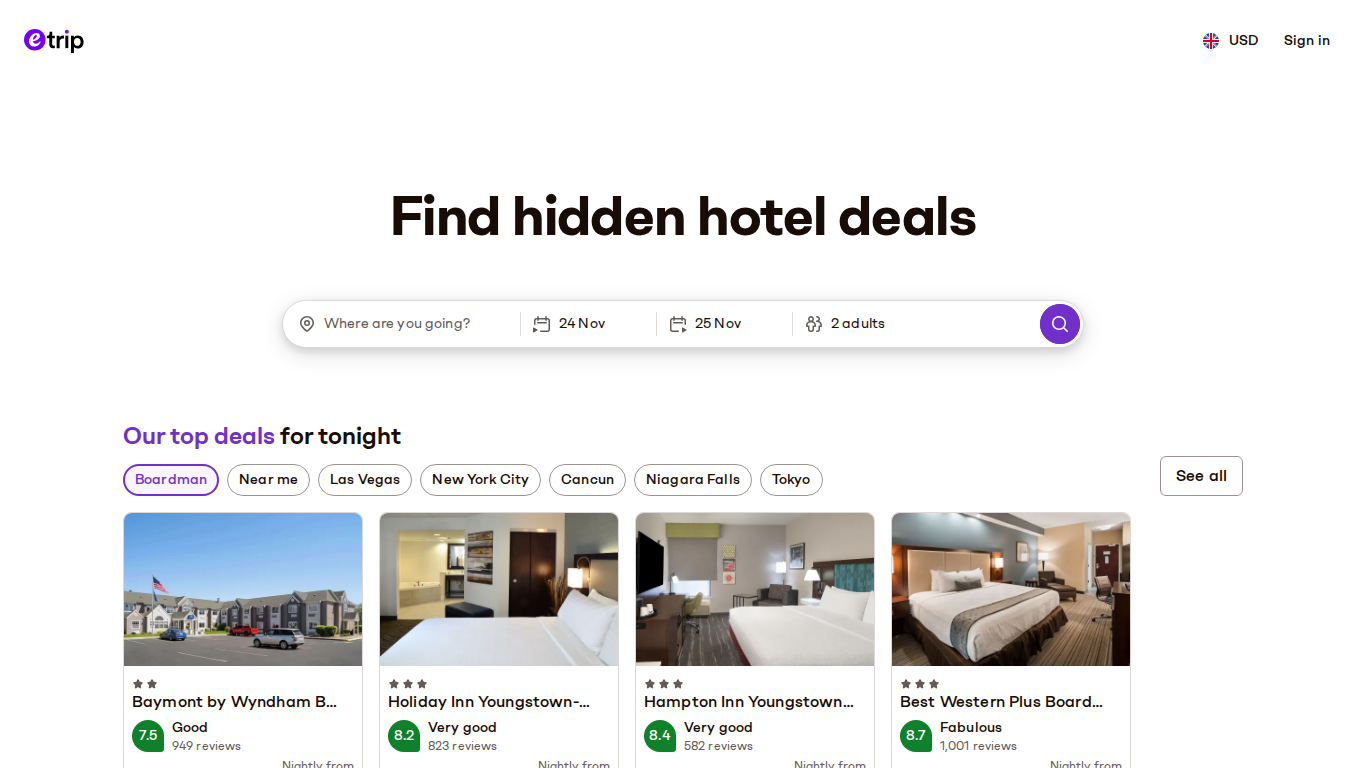 etrip
USD
Sign in
Find hidden hotel deals
Where are you going?
24 Nov
25 Nov
2 adults
Our top deals for tonight
Boardman
Near me
Las Vegas
New York City
Cancun
Niagara Falls
Tokyo
See all
Baymont by Wyndham B...
7.5
Good
949 reviews
Nightly from
Holiday Inn Youngstown-...
8.2
Very good
823 reviews
Nightly from
Hampton Inn Youngstown...
8.4
Very good
582 reviews
Nightly from
Best Western Plus Board...
8.7
Fabulous
1,001 reviews
Nightly from